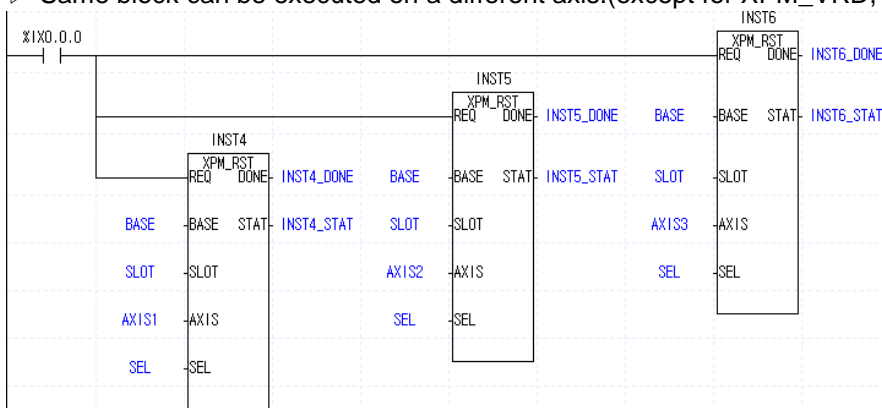 Same block can be executed on a different axis.(except for XPM_VRD,
INST6
%IX0.0.0
XPM_RST
REQ DONE INST6_DONE
INST5
XPM_RST
REQ DONE INST5_DONE BASE BASE STAT INST6_STAT
INST4
XPM_RST
REQ DONE INST4_DONE BASE BASE STAT INST5_STAT SLOT SLOT
BASE BASE STAT INST4_STAT SLOT SLOT AXIS3 AXIS
SLOT SLOT AXIS2 AXIS SEL SEL
AXIS1 AXIS SEL SEL
SEL SEL